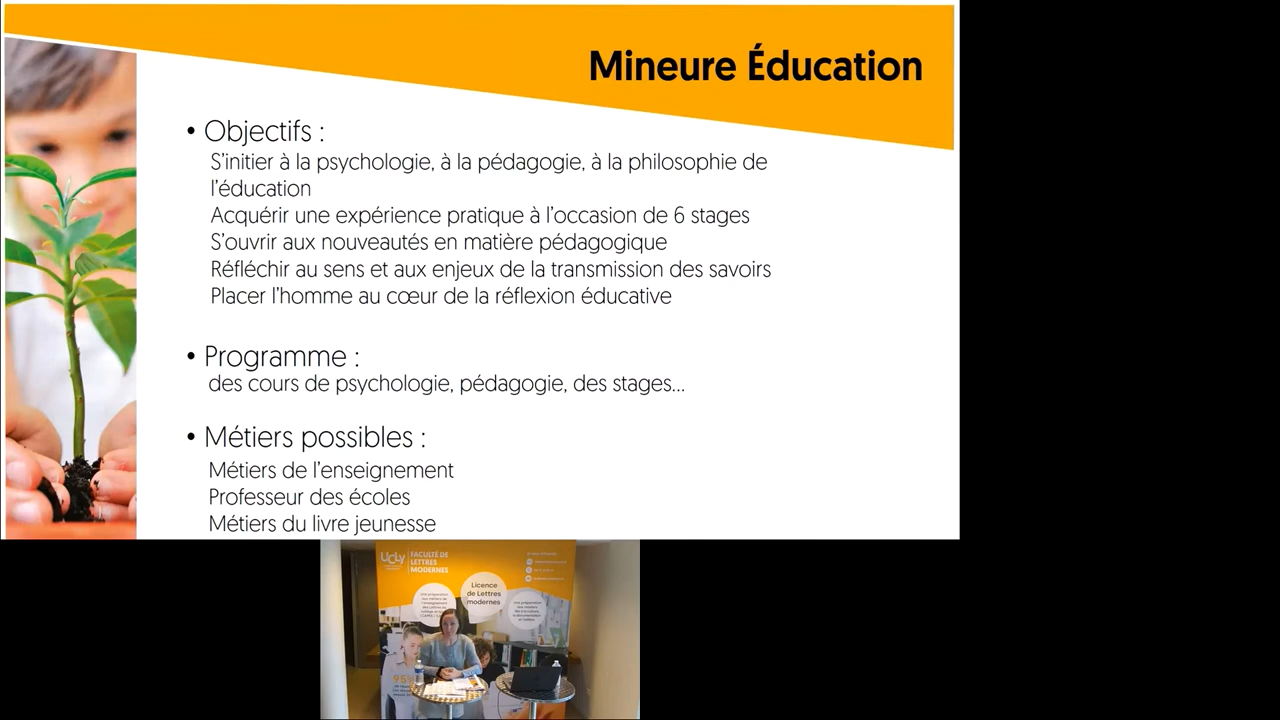 Mineure Éducation
• Objectifs :
S’initier à la psychologie, à la pédagogie, à la philosophie de
l’éducation
Acquérir une expérience pratique à l’occasion de 6 stages
S’ouvrir aux nouveautés en matière pédagogique
Réfléchir au sens et aux enjeux de la transmission des savoirs
Placer l’homme au cœur de la réflexion éducative
• Programme :
des cours de psychologie, pédagogie, des stages...
• Métiers possibles :
Métiers de l’enseignement
Professeur des écoles
Métiers du livre jeunesse
UCLy
FACULTÉ DE
LETTRES
MODERNES
Licence
de Lettres
modernes
95%